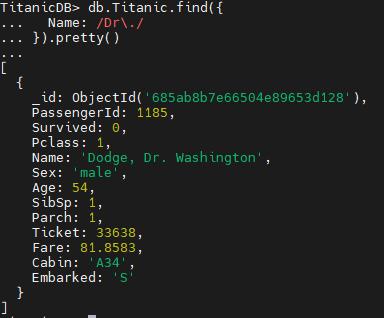 TitanicDB> db.Titanic.find({
...   Name: /Dr\./
... }).pretty()
...
[
  {
    _id: ObjectId('685ab8b7e66504e89653d128'),
    PassengerId: 1185,
    Survived: 0,
    Pclass: 1,
    Name: 'Dodge, Dr. Washington',
    Sex: 'male',
    Age: 54,
    SibSp: 1,
    Parch: 1,
    Ticket: 33638,
    Fare: 81.8583,
    Cabin: 'A34',
    Embarked: 'S'
  }
]